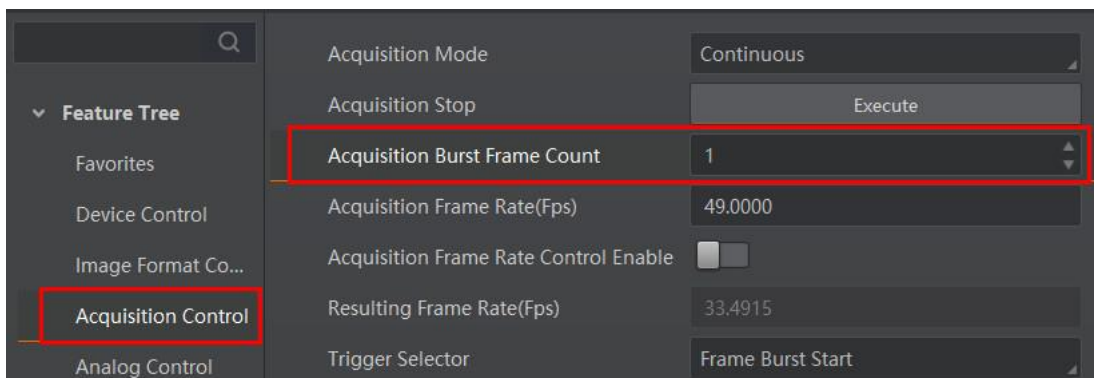 Feature Tree
Favorites
Device Control
Image Format Co...
Acquisition Control
Analog Control
Acquisition Mode Continuous
Acquisition Stop Execute
Acquisition Burst Frame Count 1
Acquisition Frame Rate(Fps) 49.0000
Acquisition Frame Rate Control Enable
Resulting Frame Rate(Fps) 33.4915
Trigger Selector Frame Burst Start